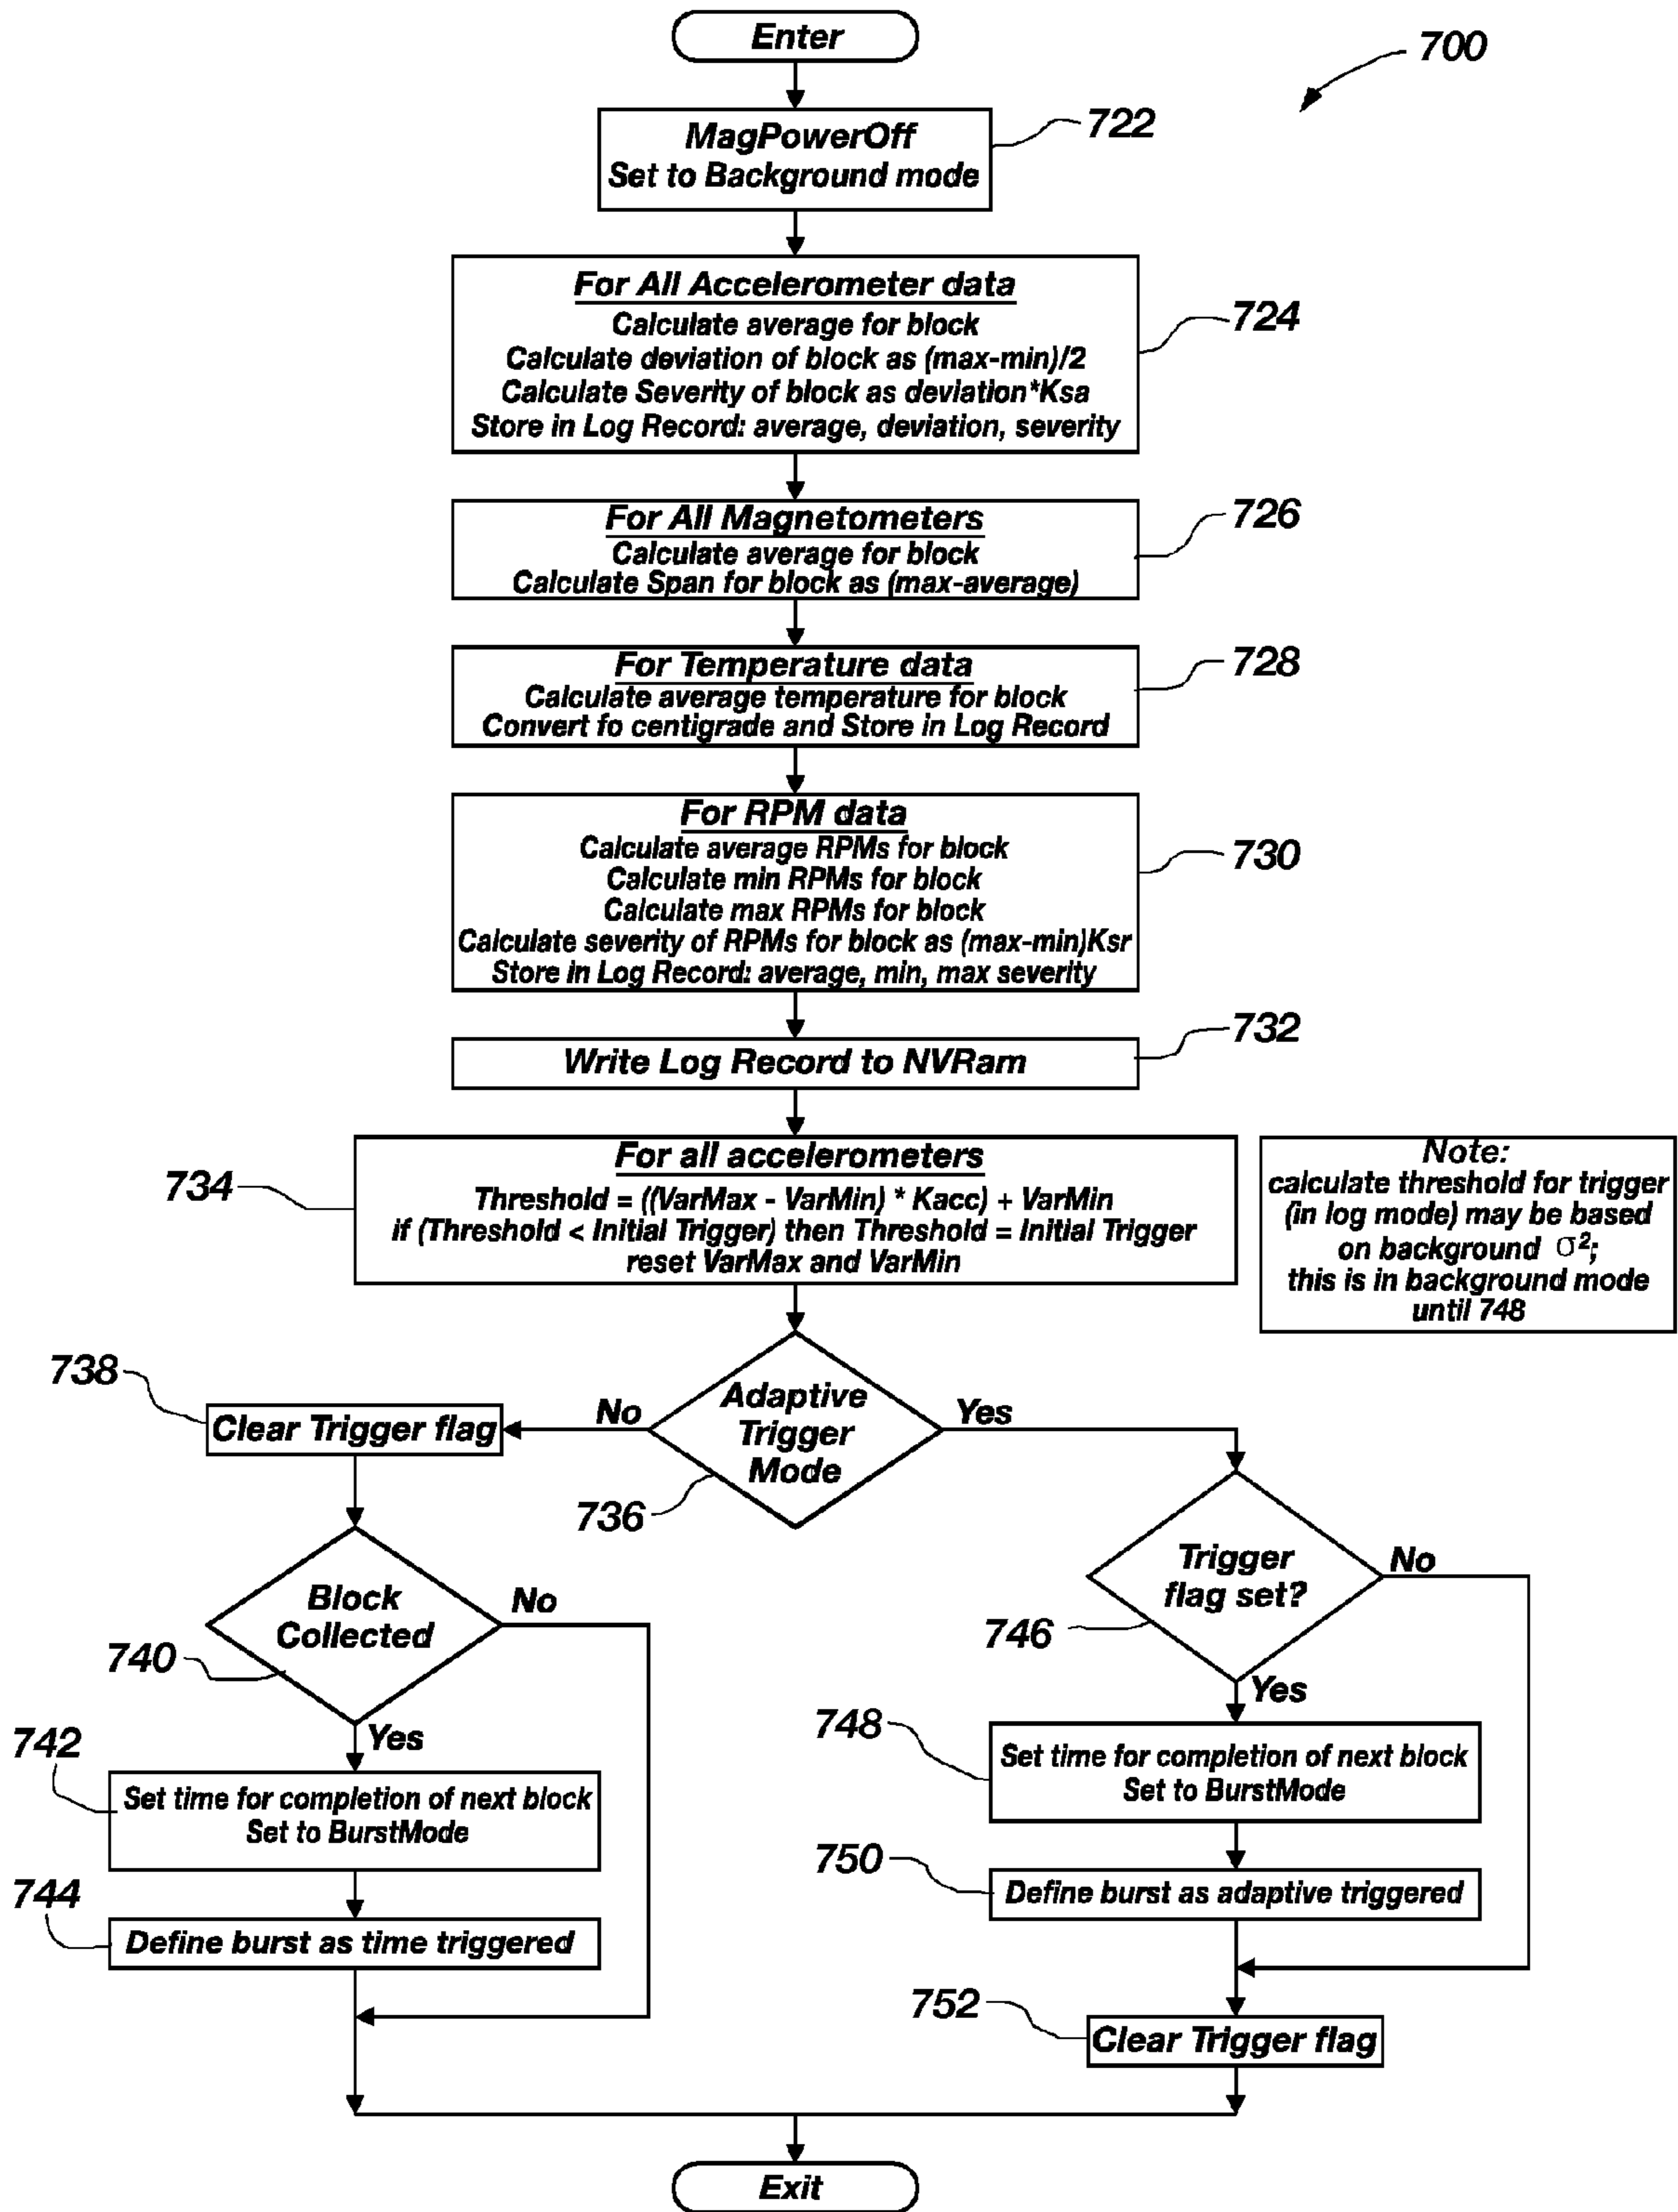 Enter
700
MagPowerOff
Set to Background mode
722
For All Accelerometer data
Calculate average for block
Calculate deviation of block as (max-min)/2
Calculate Severity of block as deviation*Ksa
Store in Log Record: average, deviation, severity
724
For All Magnetometers
Calculate average for block
Calculate Span for block as (max-average)
726
For Temperature data
Calculate average temperature for block
Convert fo centigrade and Store in Log Record
728
For RPM data
Calculate average RPMs for block
Calculate min RPMs for block
Calculate max RPMs for block
Calculate severity of RPMs for block as (max-min)Ksr
Store in Log Record: average, min, max severity
730
Write Log Record to NVRam
732
For all accelerometers
Threshold = ((VarMax - VarMin) * Kacc) + VarMin
if (Threshold < Initial Trigger) then Threshold = Initial Trigger
reset VarMax and VarMin
734
Note:
calculate threshold for trigger
(in log mode) may be based
on background σ²;
this is in background mode
until 748
Adaptive
Trigger
Mode
736
No
Yes
738
Clear Trigger flag
Block
Collected
740
No
Yes
742
Set time for completion of next block
Set to BurstMode
744
Define burst as time triggered
Trigger
flag set?
746
No
Yes
748
Set time for completion of next block
Set to BurstMode
750
Define burst as adaptive triggered
752
Clear Trigger flag
Exit